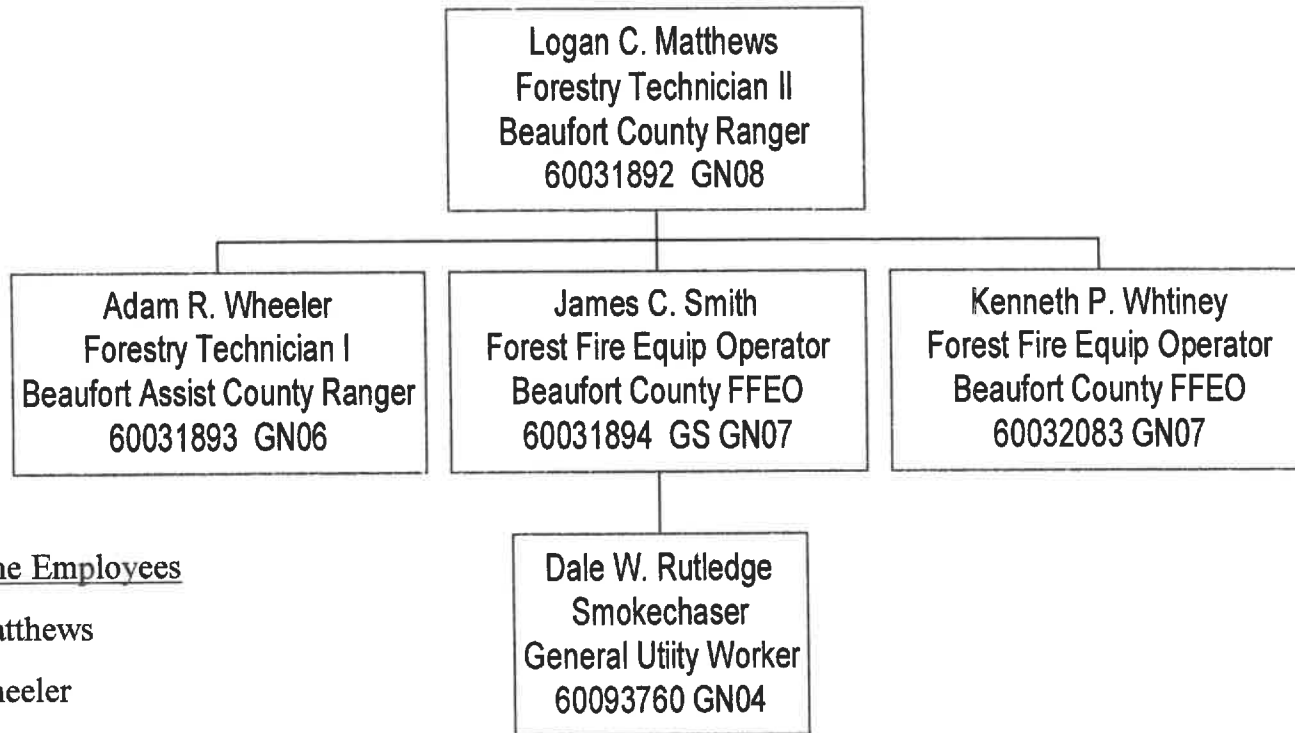 Logan C. Matthews
Forestry Technician II
Beaufort County Ranger
60031892 GN08
Adam R. Wheeler
Forestry Technician I
Beaufort Assist County Ranger
60031893 GN06
James C. Smith
Forest Fire Equip Operator
Beaufort County FFEO
60031894 GS GN07
Kenneth P. Whtiney
Forest Fire Equip Operator
Beaufort County FFEO
60032083 GN07
Dale W. Rutledge
Smokechaser
General Utiity Worker
60093760 GN04
Employees